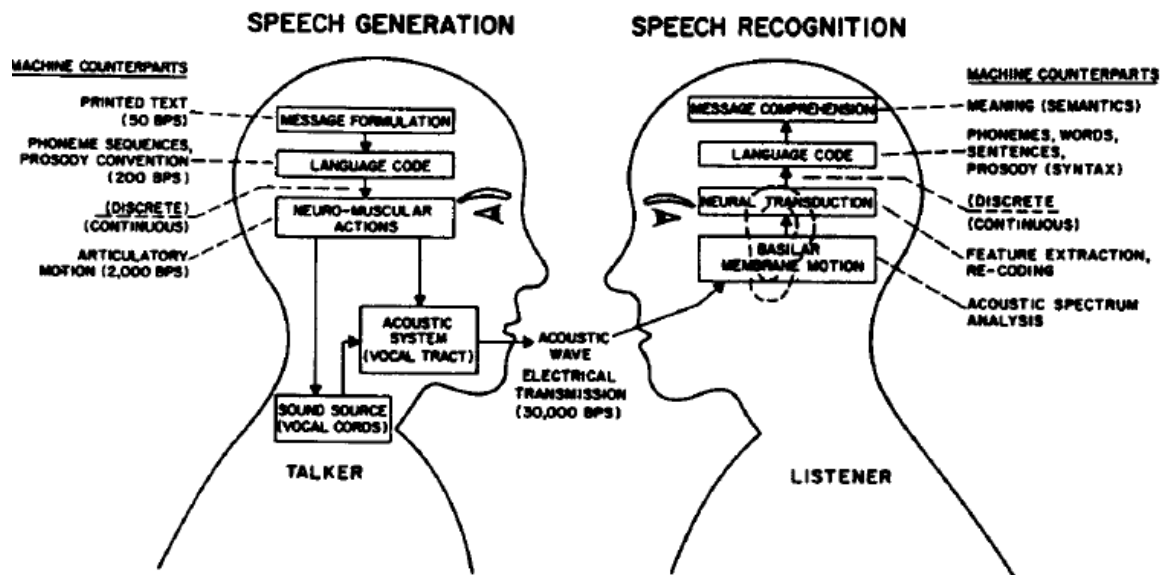 SPEECH GENERATION
SPEECH RECOGNITION
MACHINE COUNTERPARTS
PRINTED TEXT
(50 BPS)
PHONEME SEQUENCES,
PROSODY CONVENTION
(200 BPS)
(DISCRETE)
(CONTINUOUS)
ARTICULATORY
MOTION (2,000 BPS)
MESSAGE FORMULATION
LANGUAGE CODE
NEURO-MUSCULAR
ACTIONS
ACOUSTIC
SYSTEM
(VOCAL TRACT)
SOUND SOURCE
(VOCAL CORDS)
TALKER
ACOUSTIC
WAVE
ELECTRICAL
TRANSMISSION
(30,000 BPS)
MESSAGE COMPREHENSION
LANGUAGE CODE
NEURAL TRANSDUCTION
BASILAR
MEMBRANE MOTION
LISTENER
MACHINE COUNTERPARTS
MEANING (SEMANTICS)
PHONEMES, WORDS,
SENTENCES,
PROSODY (SYNTAX)
(DISCRETE)
(CONTINUOUS)
FEATURE EXTRACTION,
RE-CODING
ACOUSTIC SPECTRUM
ANALYSIS